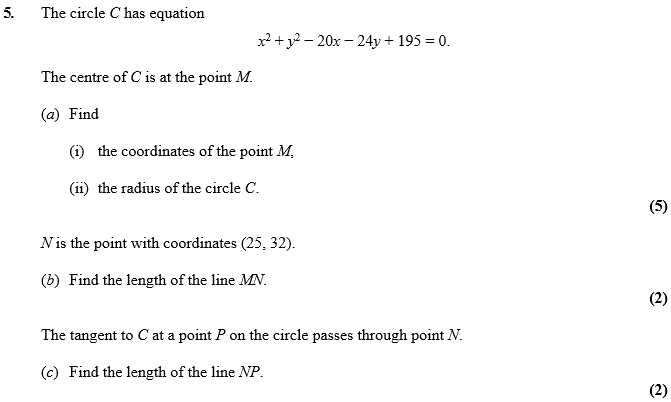 5. The circle C has equation
x² + y² – 20x – 24y + 195 = 0.
The centre of C is at the point M.
(a) Find
(i) the coordinates of the point M,
(ii) the radius of the circle C.
(5)
N is the point with coordinates (25, 32).
(b) Find the length of the line MN.
(2)
The tangent to C at a point P on the circle passes through point N.
(c) Find the length of the line NP.
(2)